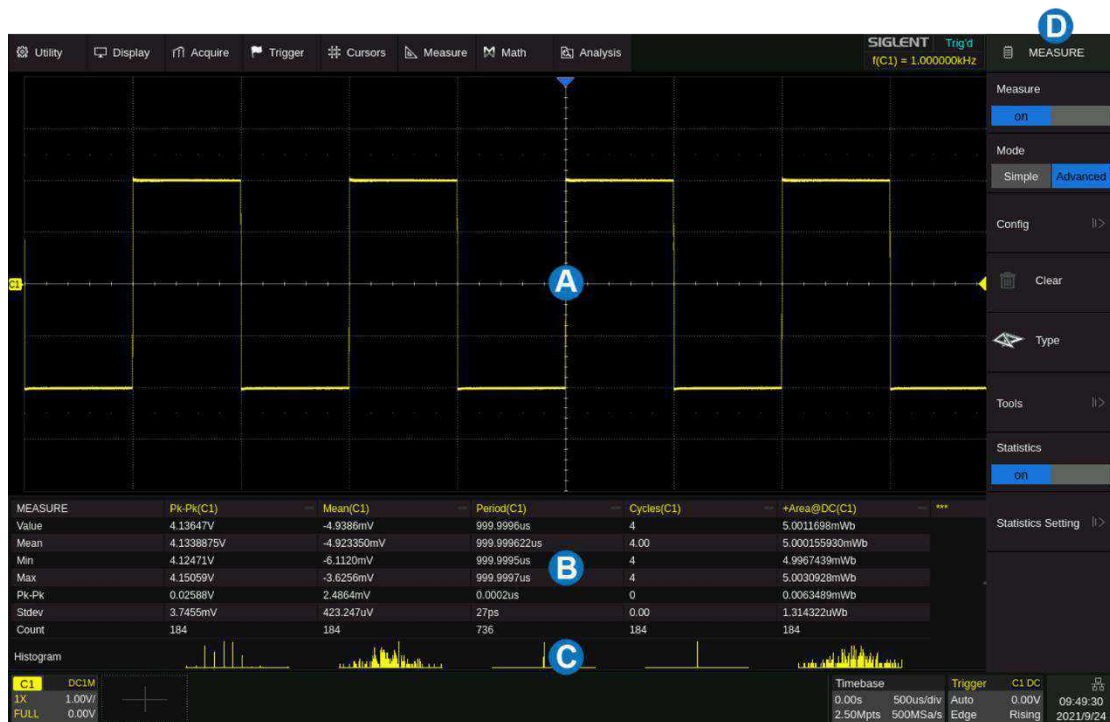 D
Utility Display Acquire Trigger Cursors Measure Math Analysis
SIGLENT Trig'd
f(C1) = 1.000000kHz
MEASURE
Measure
on
Mode
Simple Advanced
Config
Clear
Type
Tools
Statistics
on
Statistics Setting
C1
A
MEASURE Pk-Pk(C1) Mean(C1) Period(C1) Cycles(C1) +Area@DC(C1) ***
Value 4.13647V -4.9386mV 999.9996us 4 5.0011698mWb
Mean 4.1338875V -4.923350mV 999.999622us 4.00 5.000155930mWb
Min 4.12471V -6.1120mV 999.9995us 4 4.9967439mWb
Max 4.15059V -3.6256mV 999.9997us 4 5.0030928mWb
B
Pk-Pk 0.02588V 2.4864mV 0.0002us 0 0.0063489mWb
Stdev 3.7455mV 423.247uV 27ps 0.00 1.314322uWb
Count 184 184 736 184 184
Histogram
C
C1 DC1M
1X 1.00V/
FULL 0.00V
Timebase
0.00s 500us/div
2.50Mpts 500MSa/s
Trigger C1 DC
Auto 0.00V
Edge Rising
09:49:30
2021/9/24